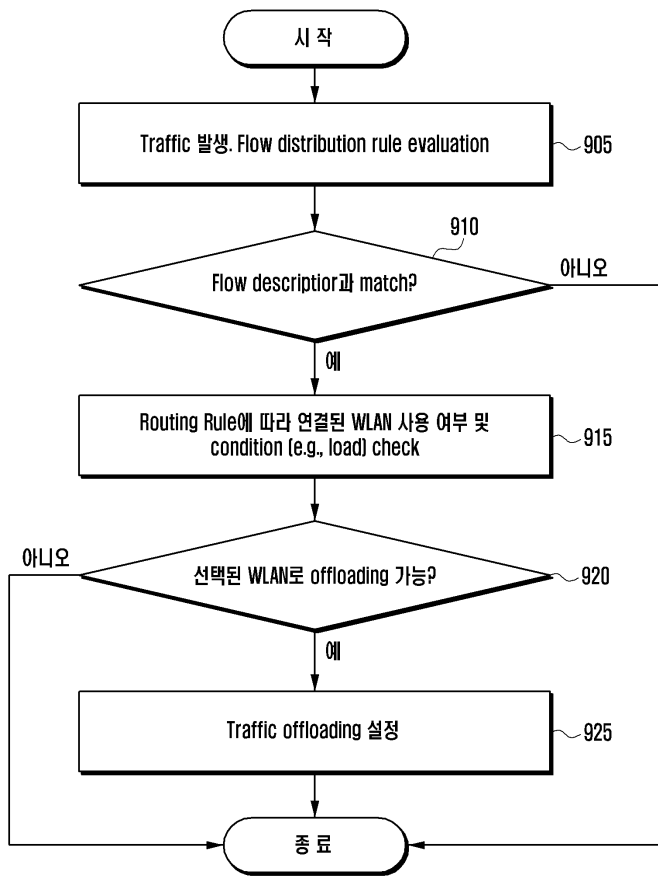 시 작
Traffic 발생. Flow distribution rule evaluation
905
910
Flow descriptior과 match?
아니오
예
Routing Rule에 따라 연결된 WLAN 사용 여부 및
condition (e.g., load) check
915
아니오
선택된 WLAN로 offloading 가능?
920
예
Traffic offloading 설정
925
종 료